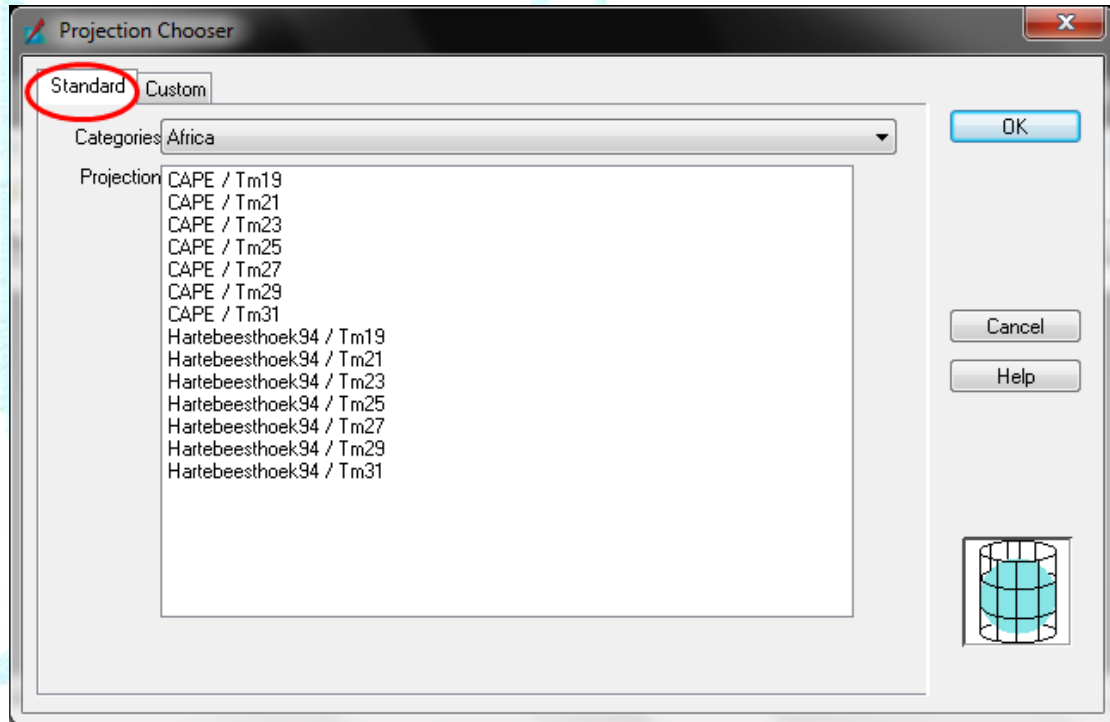 Projection Chooser
Standard Custom
Categories Africa
OK
Projection CAPE / Tm19
CAPE / Tm21
CAPE / Tm23
CAPE / Tm25
CAPE / Tm27
CAPE / Tm29
CAPE / Tm31
Hartebeesthoek94 / Tm19
Hartebeesthoek94 / Tm21
Hartebeesthoek94 / Tm23
Hartebeesthoek94 / Tm25
Hartebeesthoek94 / Tm27
Hartebeesthoek94 / Tm29
Hartebeesthoek94 / Tm31
Cancel
Help